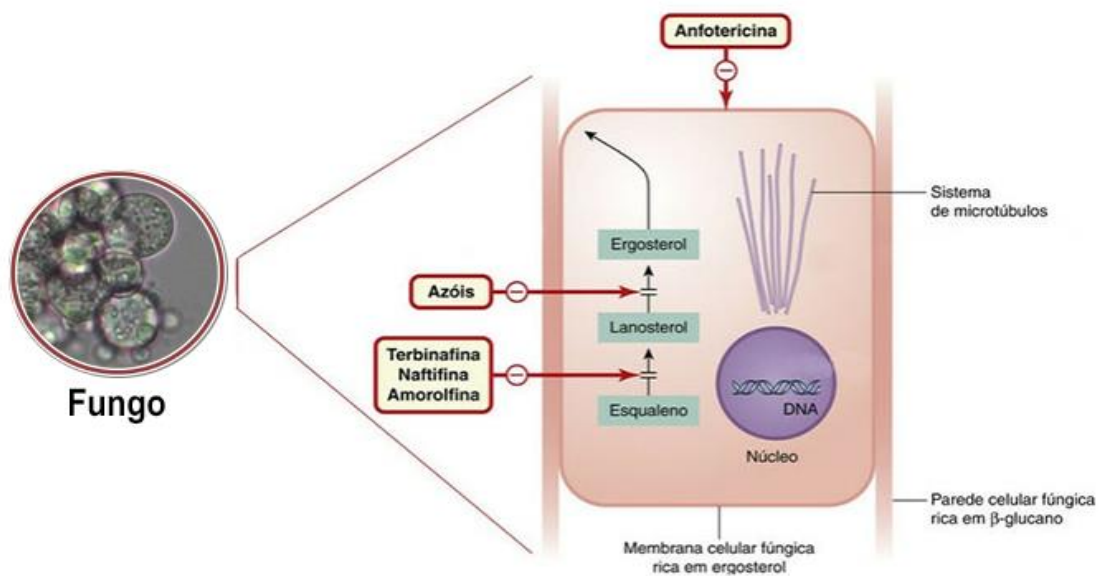 Anfotericina
Sistema
de microtúbulos
Ergosterol
Azóis
Lanosterol
Terbinafina
Naftifina
Amorolfina
Esqualeno
DNA
Núcleo
Fungo
Parede celular fúngica
rica em β-glucano
Membrana celular fúngica
rica em ergosterol